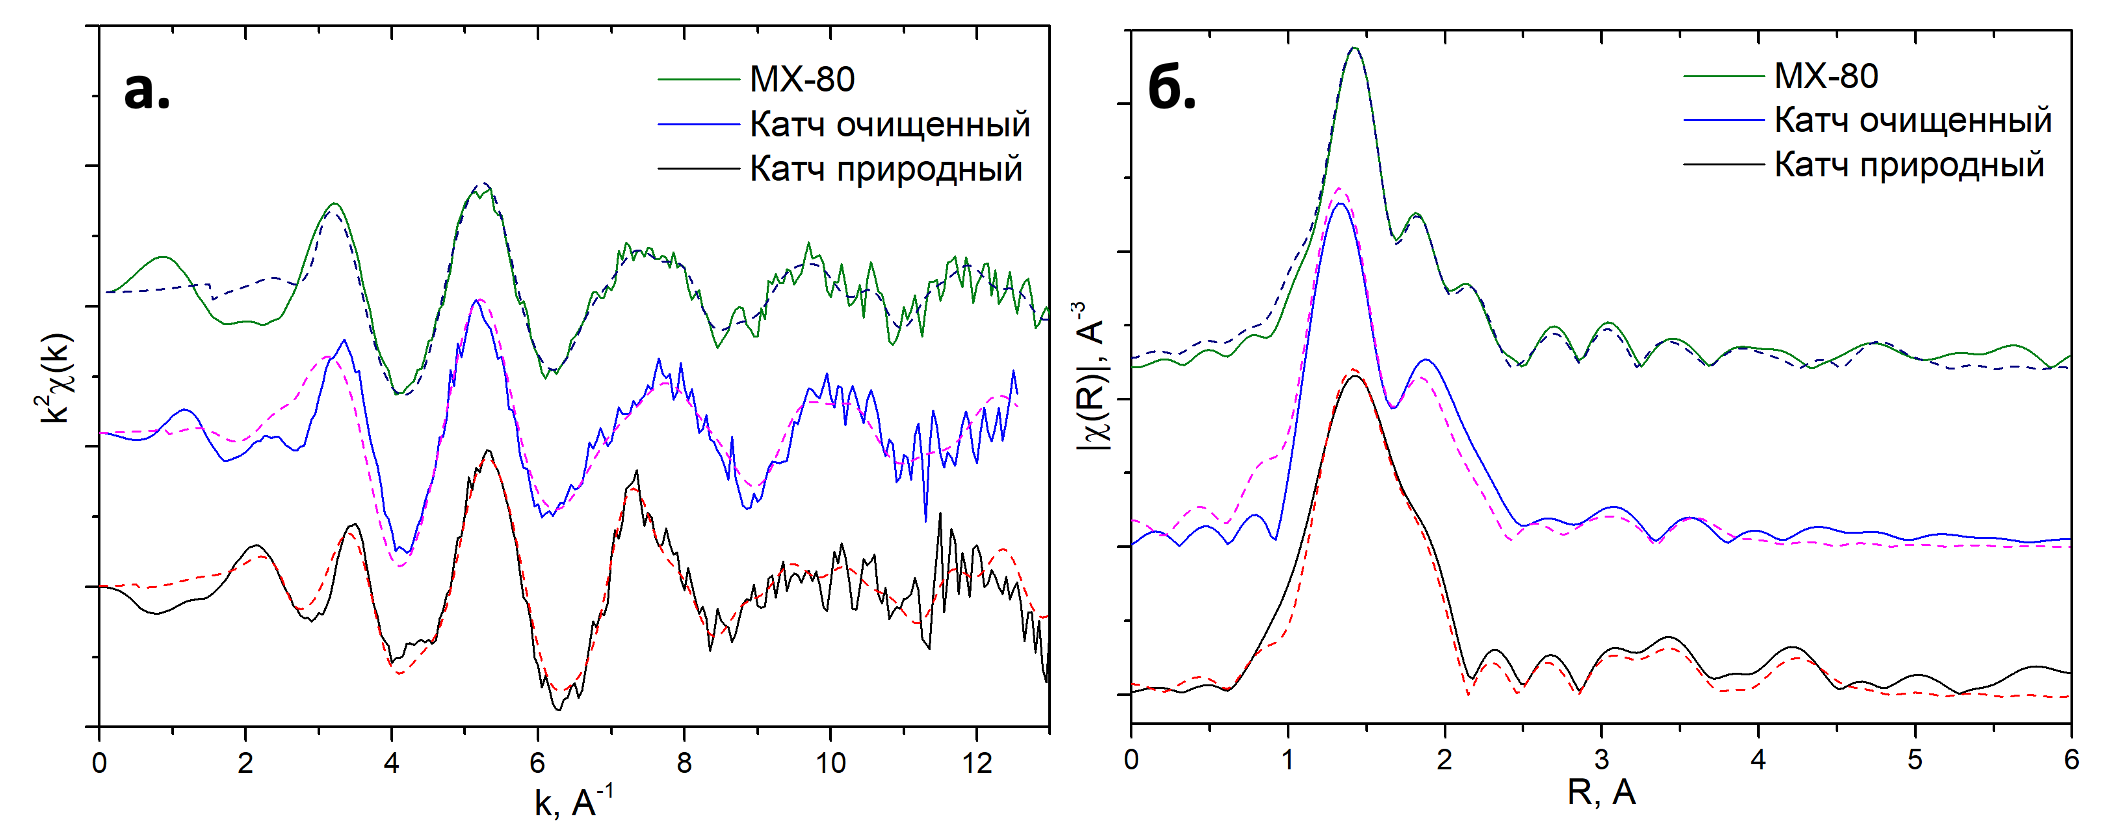 а.
MX-80
Катч очищенный
Катч природный
k²χ(k)
0 2 4 6 8 10 12
k, A⁻¹
б.
MX-80
Катч очищенный
Катч природный
|χ(R)|, A⁻³
0 1 2 3 4 5 6
R, A